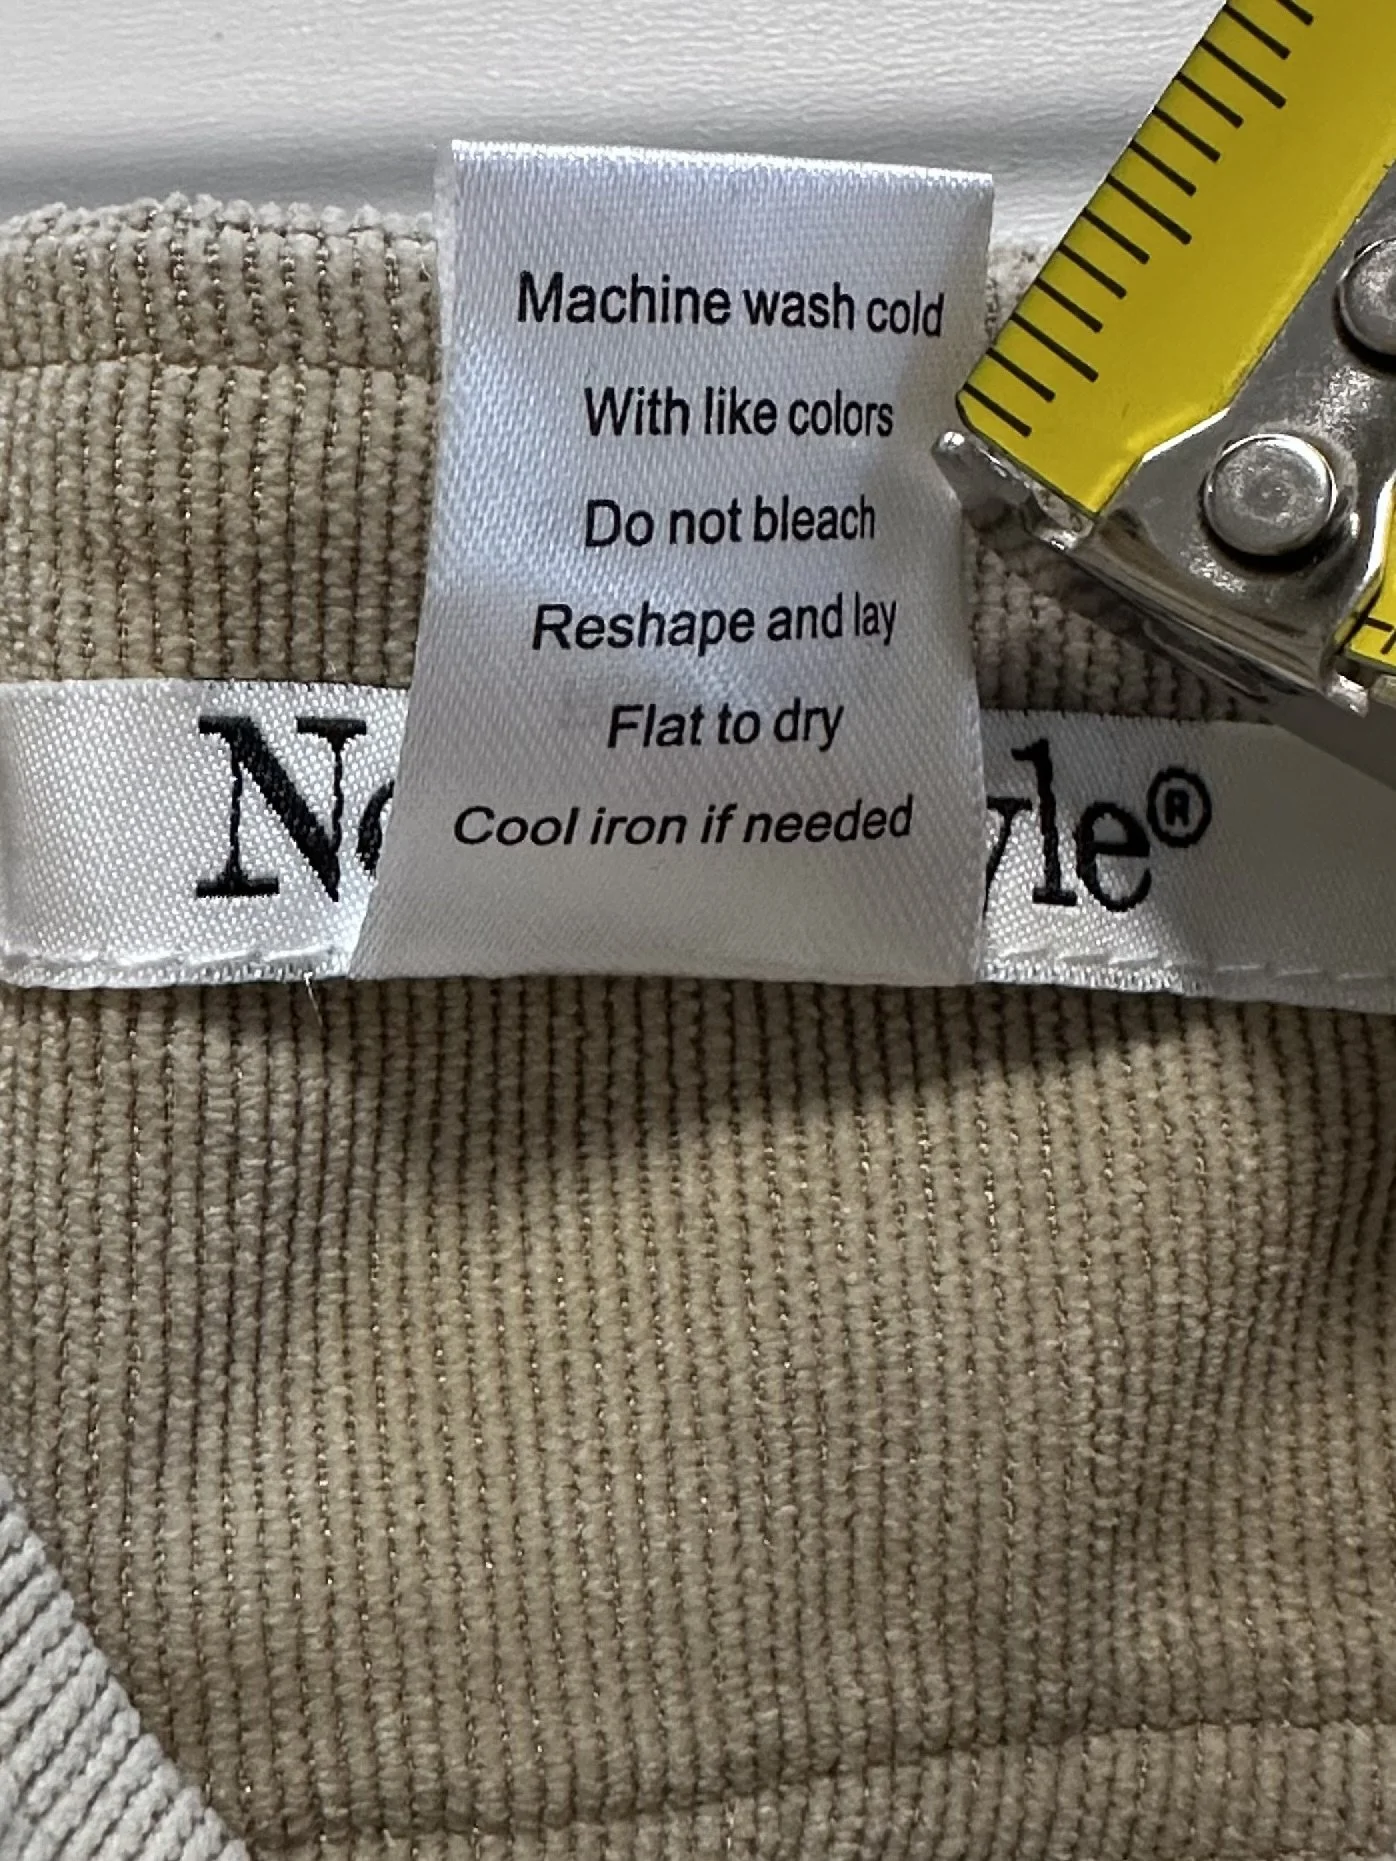 Machine wash cold
With like colors
Do not bleach
Reshape and lay
Flat to dry
Cool iron if needed